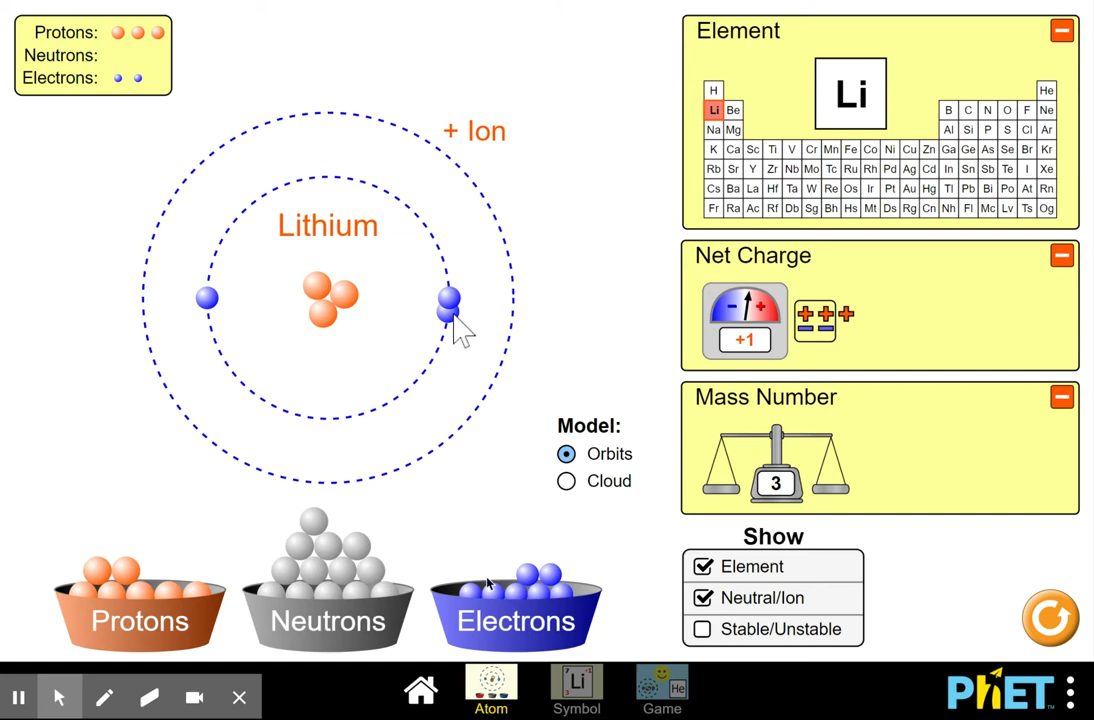 Protons:
Neutrons:
Electrons:
+ Ion
Lithium
Model:
Orbits
Cloud
Protons
Neutrons
Electrons
Element
Li
H He
Li Be B C N O F Ne
Na Mg Al Si P S Cl Ar
K Ca Sc Ti V Cr Mn Fe Co Ni Cu Zn Ga Ge As Se Br Kr
Rb Sr Y Zr Nb Mo Tc Ru Rh Pd Ag Cd In Sn Sb Te I Xe
Cs Ba La Hf Ta W Re Os Ir Pt Au Hg Tl Pb Bi Po At Rn
Fr Ra Ac Rf Db Sg Bh Hs Mt Ds Rg Cn Nh Fl Mc Lv Ts Og
Net Charge
+1
Mass Number
3
Show
Element
Neutral/Ion
Stable/Unstable
Atom
7 +1
Li
3
Symbol
He
Game
PhET